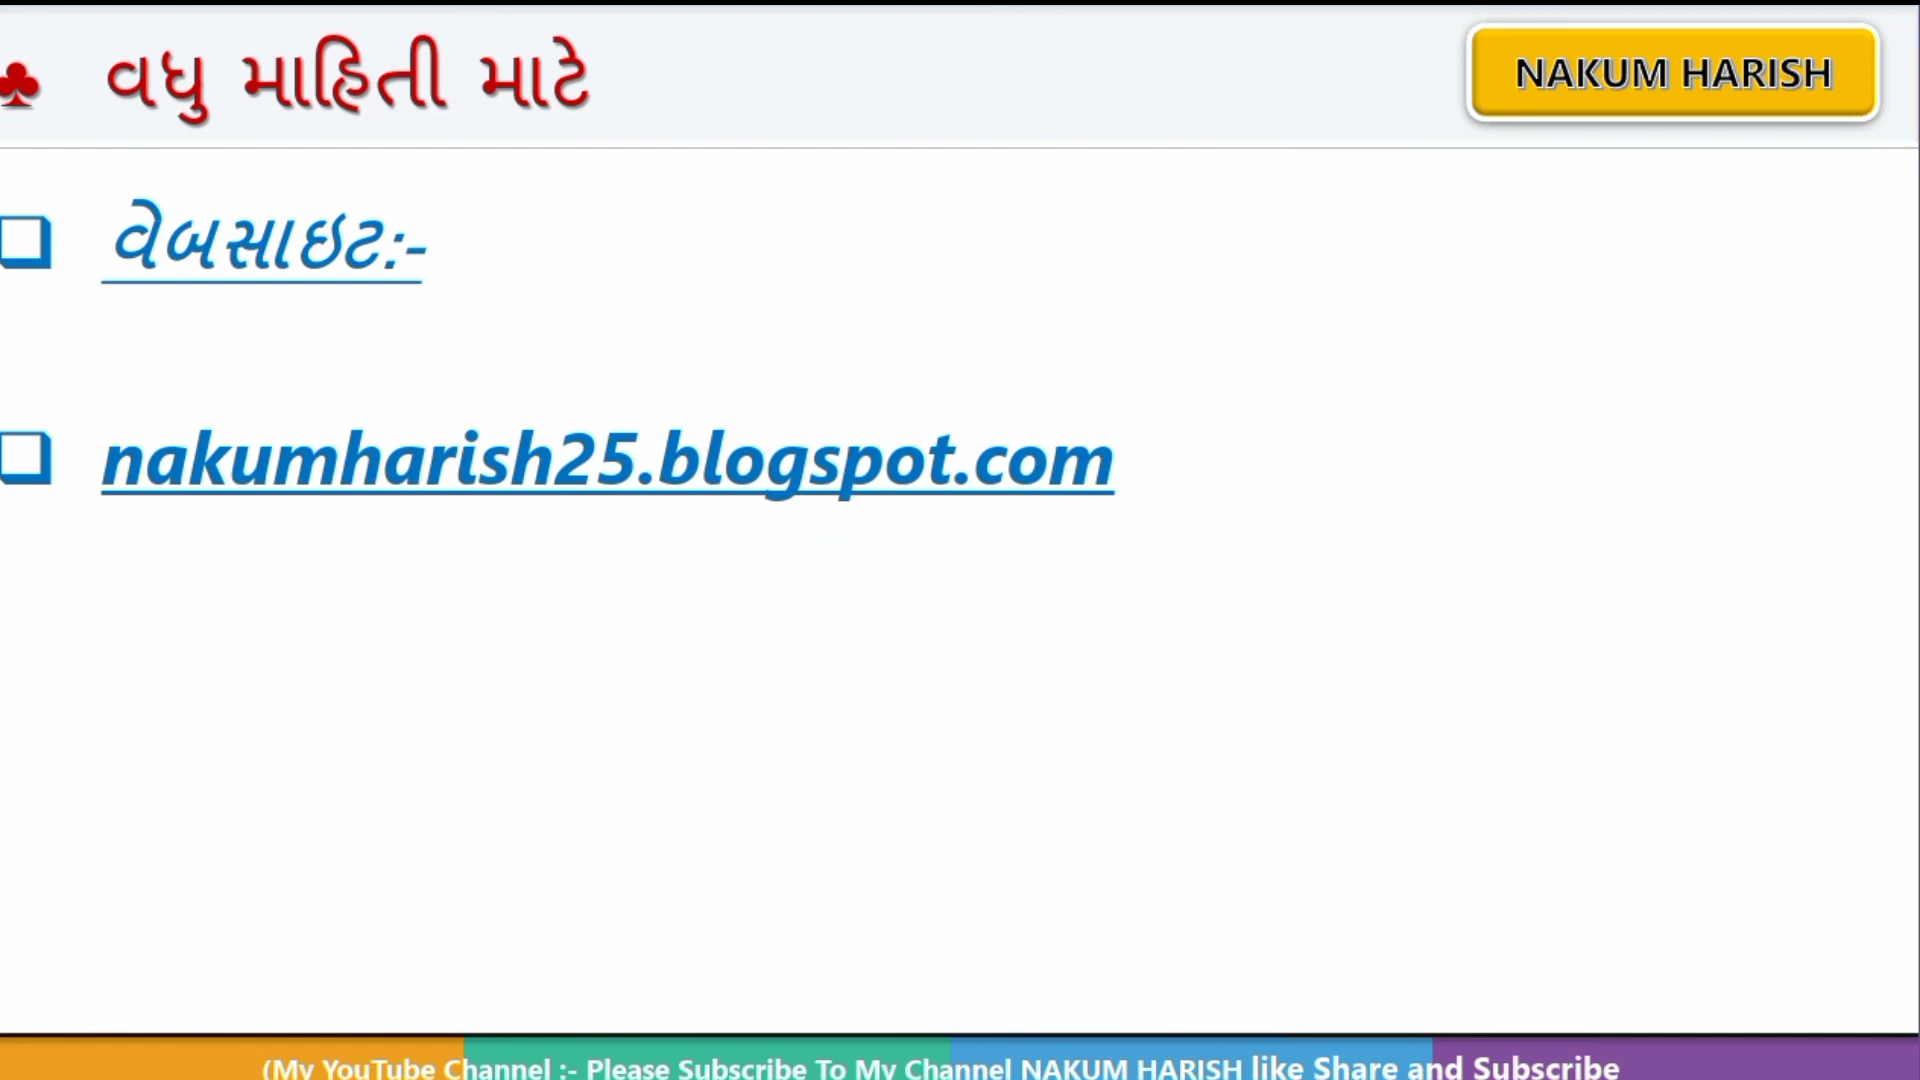 ♣ વધુ માહિતી માટે
NAKUM HARISH
❑ વેબસાઇટ:-
❑ nakumharish25.blogspot.com
(My YouTube Channel :- Please Subscribe To My Channel NAKUM HARISH like Share and Subscribe